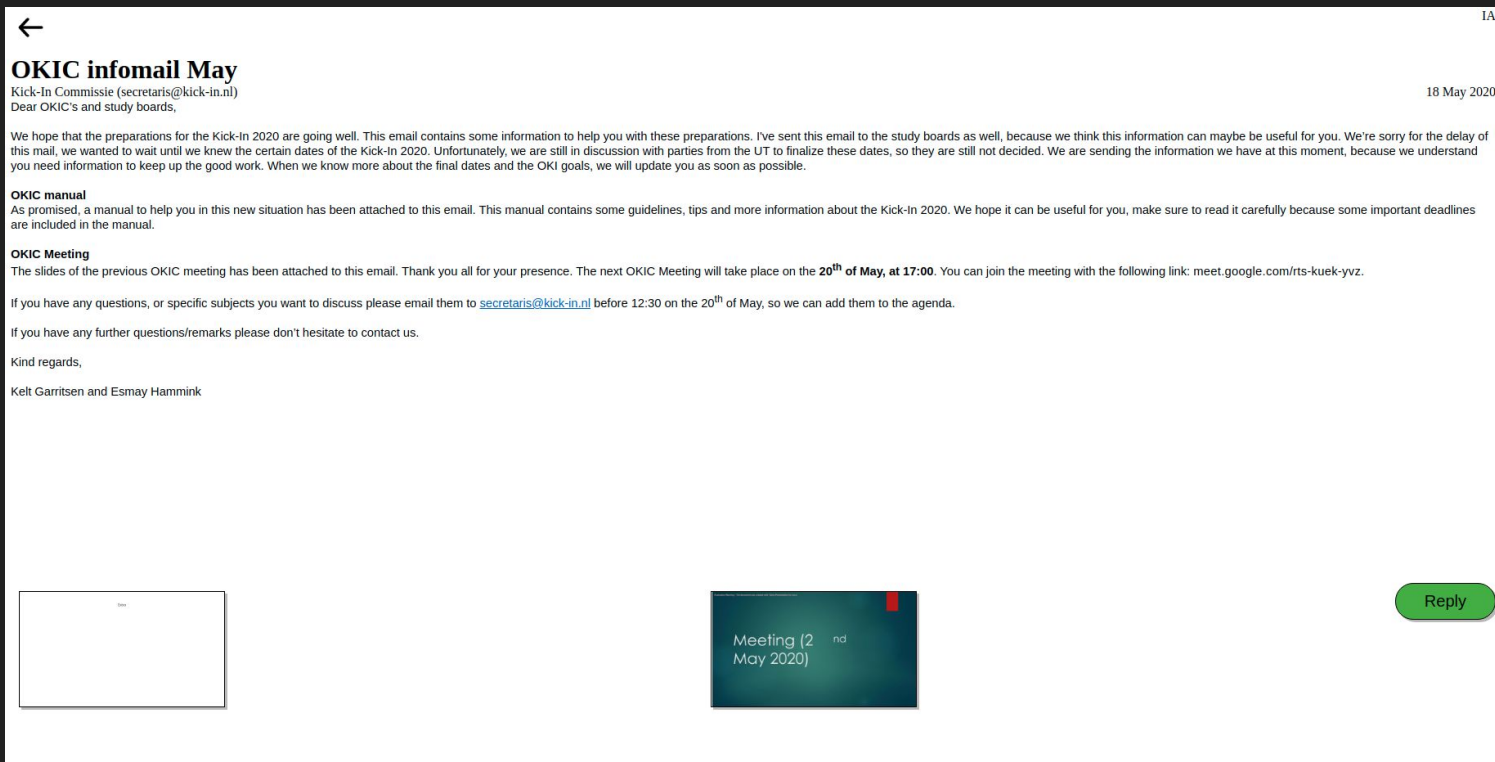 IA
OKIC infomail May
Kick-In Commissie (secretaris@kick-in.nl)
18 May 2020
Dear OKIC's and study boards,
We hope that the preparations for the Kick-In 2020 are going well. This email contains some information to help you with these preparations. I've sent this email to the study boards as well, because we think this information can maybe be useful for you. We're sorry for the delay of
this mail, we wanted to wait until we knew the certain dates of the Kick-In 2020. Unfortunately, we are still in discussion with parties from the UT to finalize these dates, so they are still not decided. We are sending the information we have at this moment, because we understand
you need information to keep up the good work. When we know more about the final dates and the OKI goals, we will update you as soon as possible.
OKIC manual
As promised, a manual to help you in this new situation has been attached to this email. This manual contains some guidelines, tips and more information about the Kick-In 2020. We hope it can be useful for you, make sure to read it carefully because some important deadlines
are included in the manual.
OKIC Meeting
The slides of the previous OKIC meeting has been attached to this email. Thank you all for your presence. The next OKIC Meeting will take place on the 20th of May, at 17:00. You can join the meeting with the following link: meet.google.com/rts-kuek-yvz.
If you have any questions, or specific subjects you want to discuss please email them to secretaris@kick-in.nl before 12:30 on the 20th of May, so we can add them to the agenda.
If you have any further questions/remarks please don't hesitate to contact us.
Kind regards,
Kelt Garritsen and Esmay Hammink
Meeting (2 nd
May 2020)
Reply